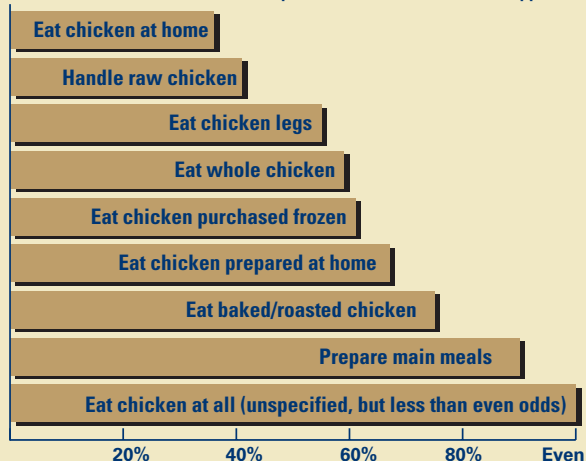 Eat chicken at home
Handle raw chicken
Eat chicken legs
Eat whole chicken
Eat chicken purchased frozen
Eat chicken prepared at home
Eat baked/roasted chicken
Prepare main meals
Eat chicken at all (unspecified, but less than even odds)
20% 40% 60% 80% Even